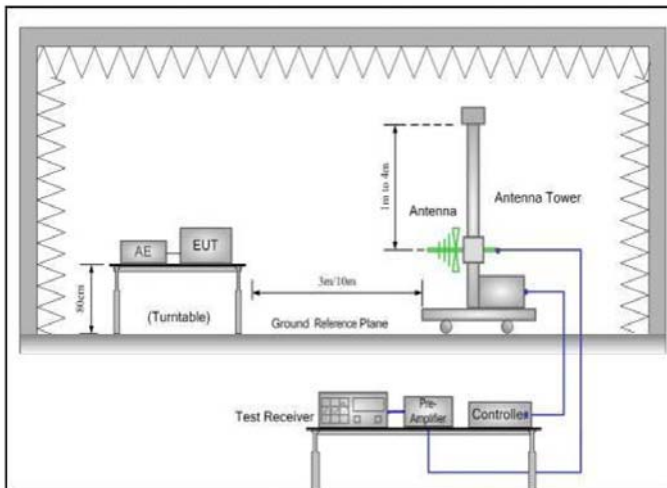 1m to 4m
Antenna
Antenna Tower
AE
EUT
80cm
(Turntable)
3m/10m
Ground Reference Plane
Test Receiver
Pre-
Amplifier
Controller